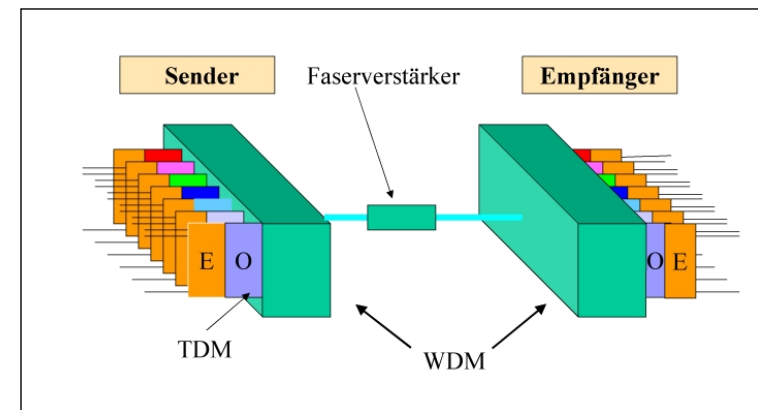 Sender
Faserverstärker
Empfänger
E
O
O
E
TDM
WDM